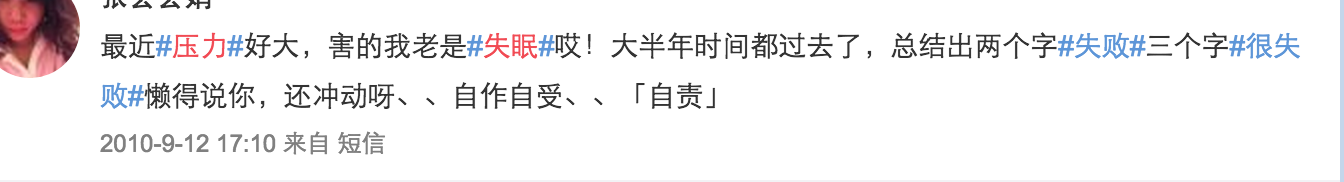 最近#压力#好大，害的我老是#失眠#哎！大半年时间都过去了，总结出两个字#失败#三个字#很失
败#懒得说你，还冲动呀、、自作自受、、「自责」
2010-9-12 17:10 来自 短信